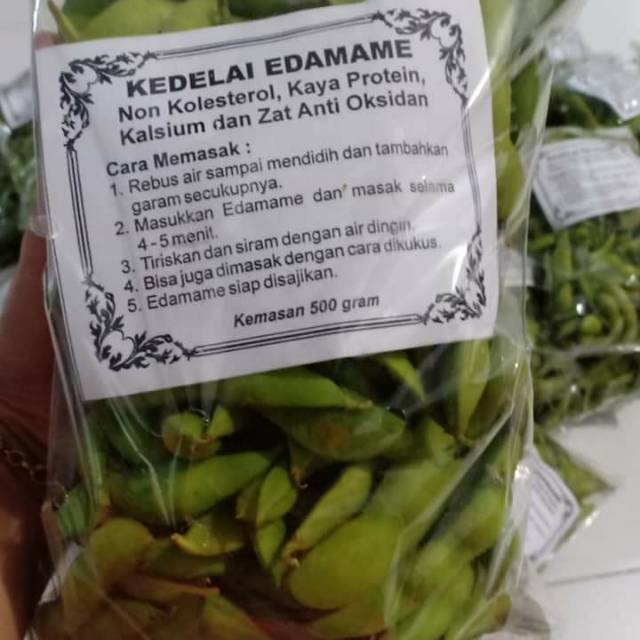 KEDELAI EDAMAME
Non Kolesterol, Kaya Protein,
Kalsium dan Zat Anti Oksidan
Cara Memasak :
1. Rebus air sampai mendidih dan tambahkan
garam secukupnya.
2. Masukkan Edamame dan masak selama
4 - 5 menit.
3. Tiriskan dan siram dengan air dingin.
4. Bisa juga dimasak dengan cara dikukus.
5. Edamame siap disajikan.
Kemasan 500 gram